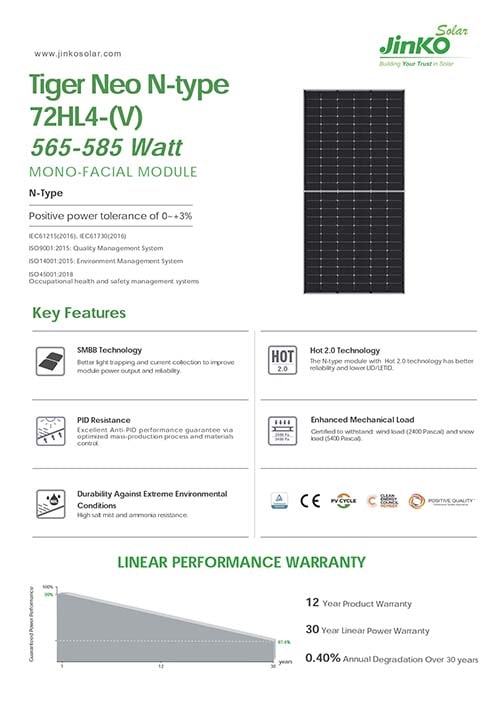 www.jinkosolar.com
JinKO Solar
Building Your Trust in Solar
Tiger Neo N-type
72HL4-(V)
565-585 Watt
MONO-FACIAL MODULE
N-Type
Positive power tolerance of 0~+3%
IEC61215(2016), IEC61730(2016)
ISO9001:2015: Quality Management System
ISO14001:2015: Environment Management System
ISO45001:2018
Occupational health and safety management systems
Key Features
SMBB Technology
Better light trapping and current collection to improve
module power output and reliability.
HOT
2.0
Hot 2.0 Technology
The N-type module with Hot 2.0 technology has better
reliability and lower LID/LETID.
PID Resistance
Excellent Anti-PID performance guarantee via
optimized mass-production process and materials
control.
Enhanced Mechanical Load
Certified to withstand: wind load (2400 Pascal) and snow
load (5400 Pascal).
Durability Against Extreme Environmental
Conditions
High salt mist and ammonia resistance.
CE
PV CYCLE
CLEAN
ENERGY
COUNCIL
MEMBER
POSITIVE QUALITY
LINEAR PERFORMANCE WARRANTY
Guaranteed Power Performance
100%
99%
87.4%
1
12
30
years
12 Year Product Warranty
30 Year Linear Power Warranty
0.40% Annual Degradation Over 30 years